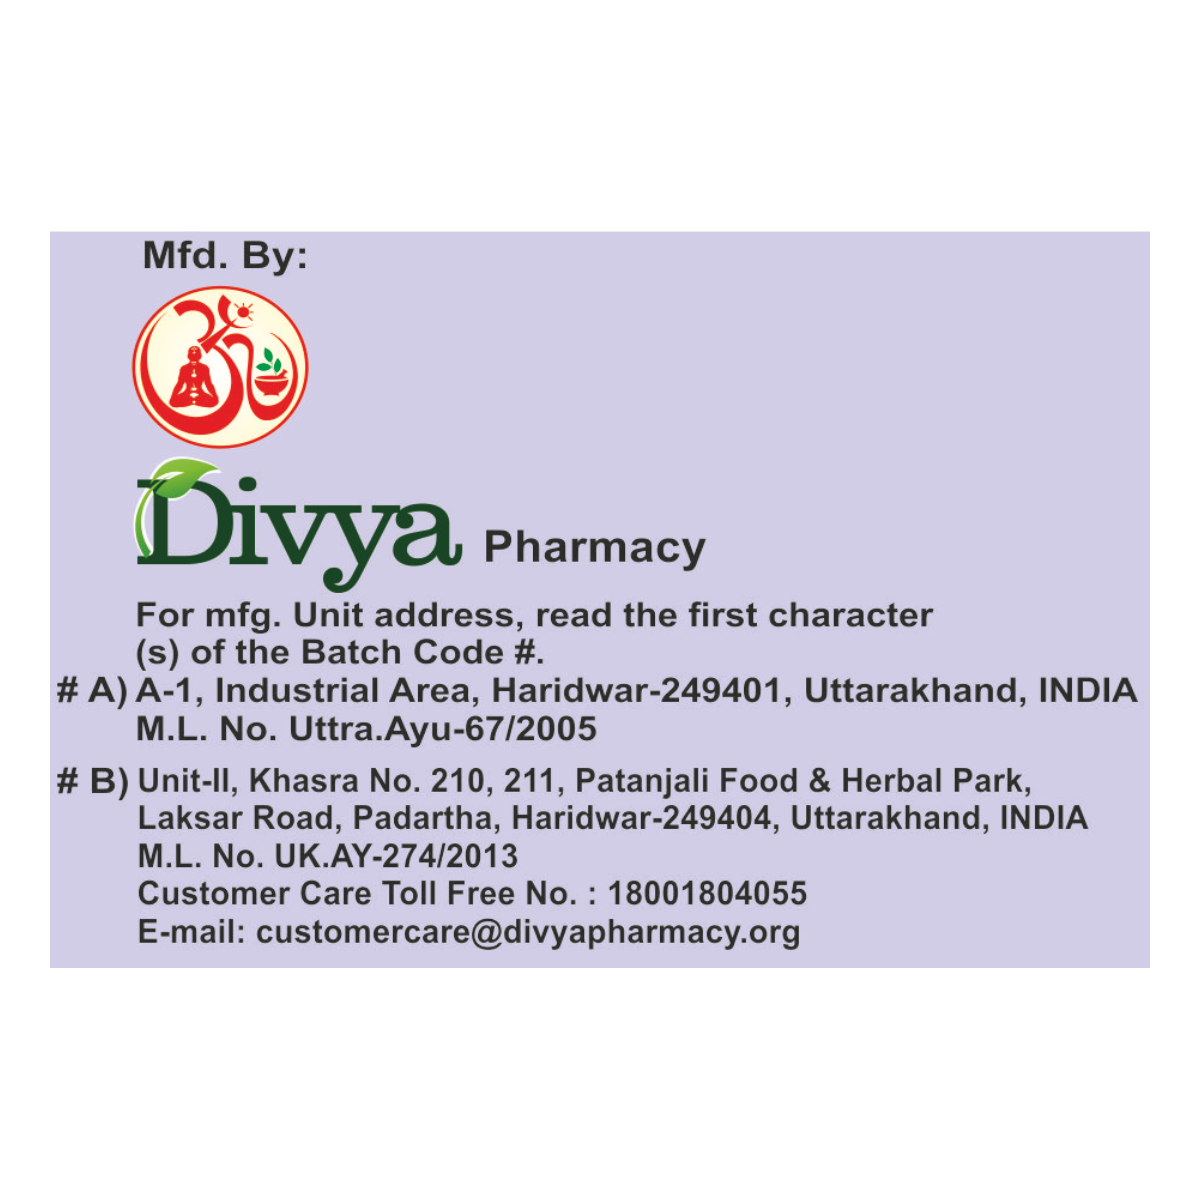 Mfd. By:
Divya Pharmacy
For mfg. Unit address, read the first character
(s) of the Batch Code #.
# A) A-1, Industrial Area, Haridwar-249401, Uttarakhand, INDIA
M.L. No. Uttra.Ayu-67/2005
# B) Unit-II, Khasra No. 210, 211, Patanjali Food & Herbal Park,
Laksar Road, Padartha, Haridwar-249404, Uttarakhand, INDIA
M.L. No. UK.AY-274/2013
Customer Care Toll Free No. : 18001804055
E-mail: customercare@divyapharmacy.org